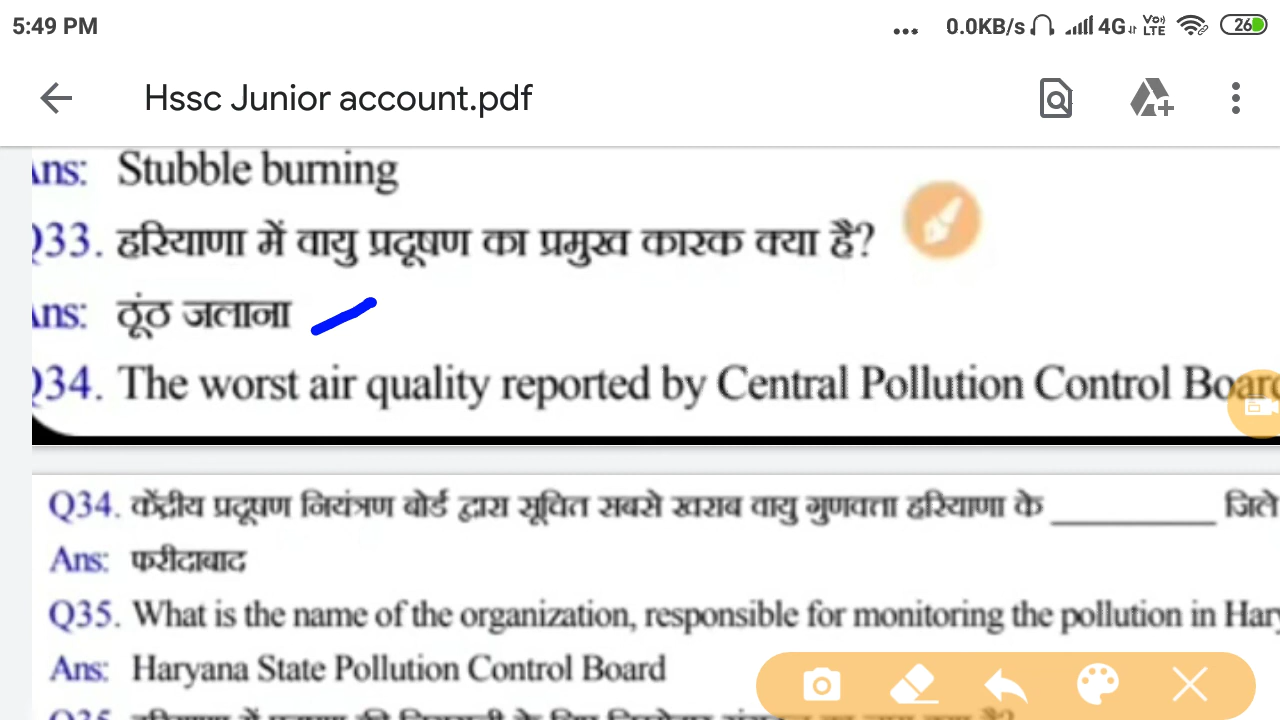 5:49 PM ... 0.0KB/s 4G VoLTE 26
Hssc Junior account.pdf
Ans: Stubble burning
Q33. हरियाणा में वायु प्रदूषण का प्रमुख कारक क्या है?
Ans: ठूंठ जलाना
Q34. The worst air quality reported by Central Pollution Control Board
Q34. केंद्रीय प्रदूषण नियंत्रण बोर्ड द्वारा सूचित सबसे खराब वायु गुणवत्ता हरियाणा के __________ जिले
Ans: फरीदाबाद
Q35. What is the name of the organization, responsible for monitoring the pollution in Hary
Ans: Haryana State Pollution Control Board